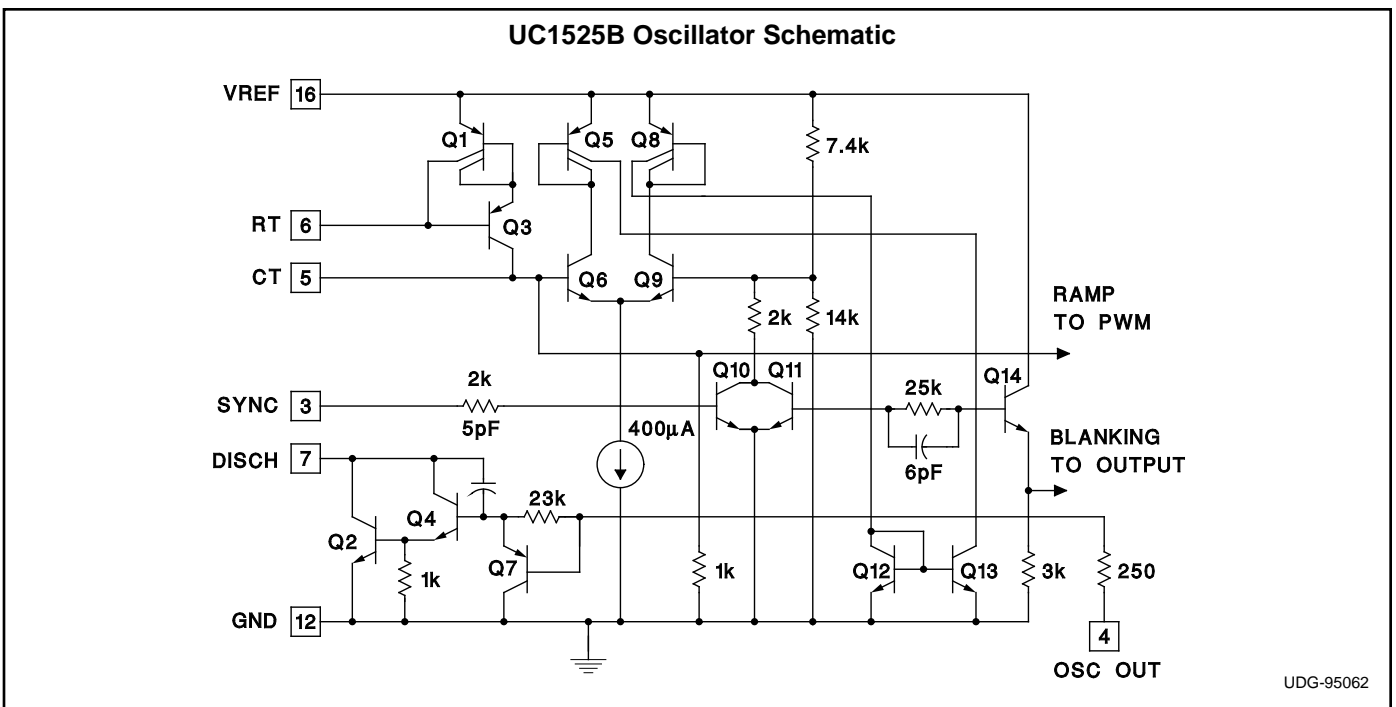 UC1525B Oscillator Schematic
VREF 16
Q1
Q5
Q8
7.4k
RT 6
Q3
CT 5
Q6
Q9
2k
14k
RAMP
TO PWM
Q10
Q11
2k
25k
Q14
SYNC 3
5pF
400µA
6pF
BLANKING
TO OUTPUT
DISCH 7
23k
Q4
Q2
Q7
1k
1k
Q12
Q13
3k
250
GND 12
4
OSC OUT
UDG-95062